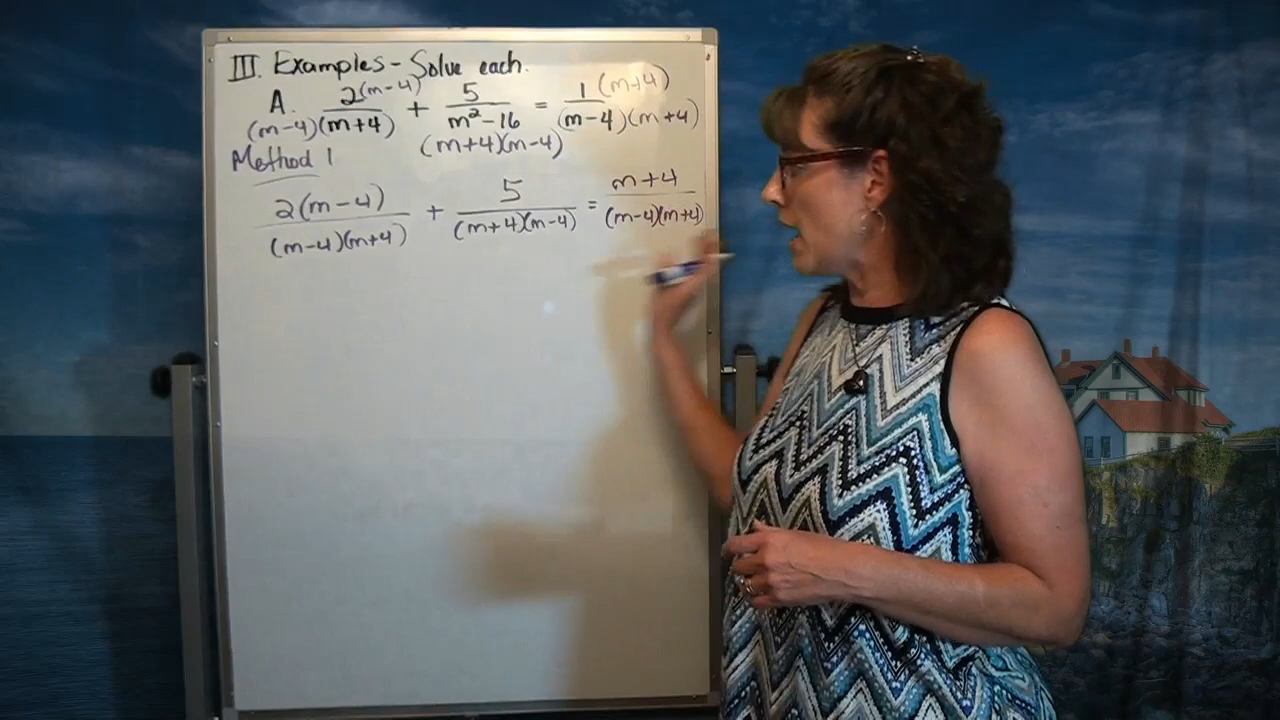 III. Examples - Solve each.
A. 2(m-4)/(m-4)(m+4) + 5/m²-16 = 1(m+4)/(m-4)(m+4)
(m+4)(m-4)
Method 1
2(m-4)/(m-4)(m+4) + 5/(m+4)(m-4) = m+4/(m-4)(m+4)